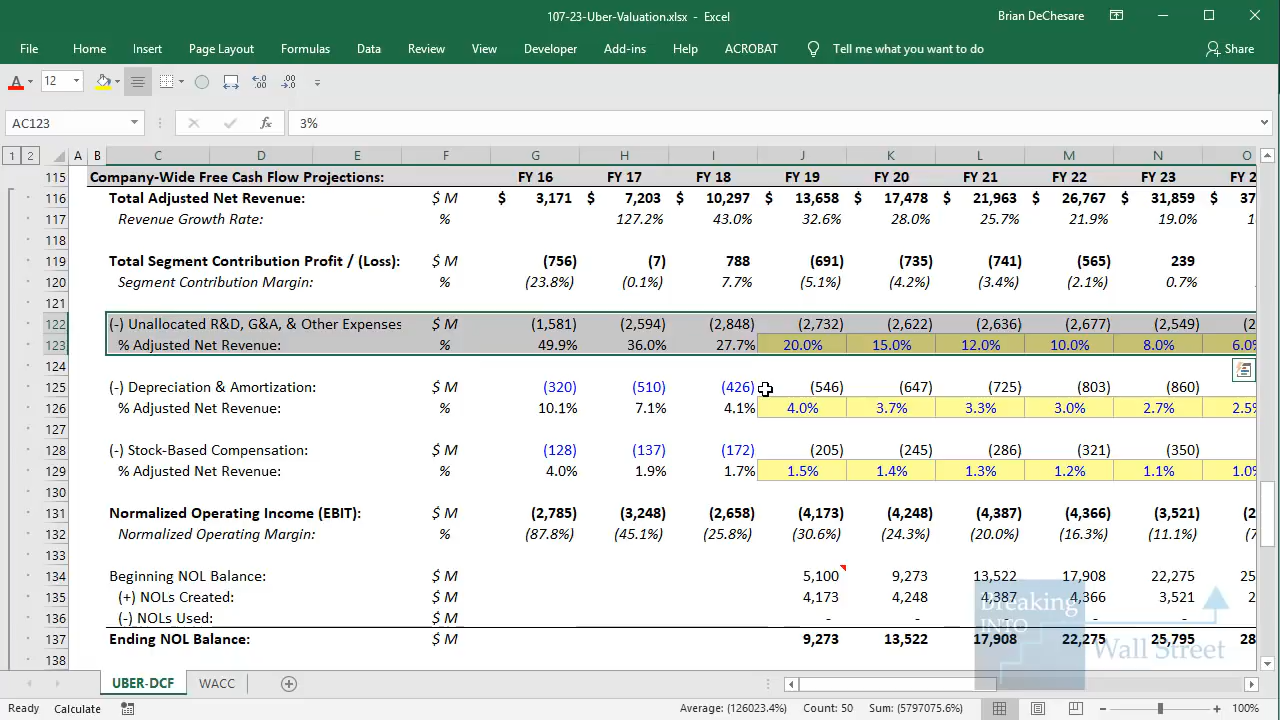 107-23-Uber-Valuation.xlsx - Excel
Brian DeChesare
File Home Insert Page Layout Formulas Data Review View Developer Add-ins Help ACROBAT Tell me what you want to do Share
A 12
AC123 fx 3%
1 2 A B C D E F G H I J K L M N O
115 Company-Wide Free Cash Flow Projections: FY 16 FY 17 FY 18 FY 19 FY 20 FY 21 FY 22 FY 23 FY 2
116 Total Adjusted Net Revenue: $ M $ 3,171 $ 7,203 $ 10,297 $ 13,658 $ 17,478 $ 21,963 $ 26,767 $ 31,859 $ 37
117 Revenue Growth Rate: % 127.2% 43.0% 32.6% 28.0% 25.7% 21.9% 19.0% 1
118
119 Total Segment Contribution Profit / (Loss): $ M (756) (7) 788 (691) (735) (741) (565) 239
120 Segment Contribution Margin: % (23.8%) (0.1%) 7.7% (5.1%) (4.2%) (3.4%) (2.1%) 0.7%
121
122 (-) Unallocated R&D, G&A, & Other Expenses $ M (1,581) (2,594) (2,848) (2,732) (2,622) (2,636) (2,677) (2,549) (2
123 % Adjusted Net Revenue: % 49.9% 36.0% 27.7% 20.0% 15.0% 12.0% 10.0% 8.0% 6.0%
124
125 (-) Depreciation & Amortization: $ M (320) (510) (426) (546) (647) (725) (803) (860)
126 % Adjusted Net Revenue: % 10.1% 7.1% 4.1% 4.0% 3.7% 3.3% 3.0% 2.7% 2.5%
127
128 (-) Stock-Based Compensation: $ M (128) (137) (172) (205) (245) (286) (321) (350)
129 % Adjusted Net Revenue: % 4.0% 1.9% 1.7% 1.5% 1.4% 1.3% 1.2% 1.1% 1.0%
130
131 Normalized Operating Income (EBIT): $ M (2,785) (3,248) (2,658) (4,173) (4,248) (4,387) (4,366) (3,521) (2
132 Normalized Operating Margin: % (87.8%) (45.1%) (25.8%) (30.6%) (24.3%) (20.0%) (16.3%) (11.1%) (7
133
134 Beginning NOL Balance: $ M 5,100 9,273 13,522 17,908 22,275 25
135 (+) NOLs Created: $ M 4,173 4,248 4,387 4,366 3,521 2
136 (-) NOLs Used: $ M - - - - -
137 Ending NOL Balance: $ M 9,273 13,522 17,908 22,275 25,795 28
138
Breaking
INTO
Wall Street
UBER-DCF WACC
Ready Calculate Average: (126023.4%) Count: 50 Sum: (5797075.6%) 100%